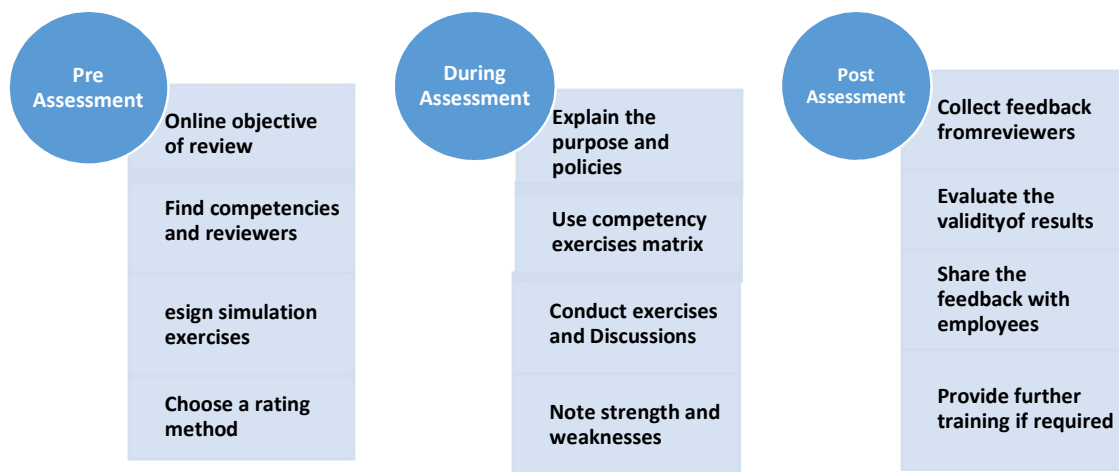 Pre
Assessment
Online objective
of review
Find competencies
and reviewers
esign simulation
exercises
Choose a rating
method
During
Assessment
Explain the
purpose and
policies
Use competency
exercises matrix
Conduct exercises
and Discussions
Note strength and
weaknesses
Post
Assessment
Collect feedback
fromreviewers
Evaluate the
validityof results
Share the
feedback with
employees
Provide further
training if required